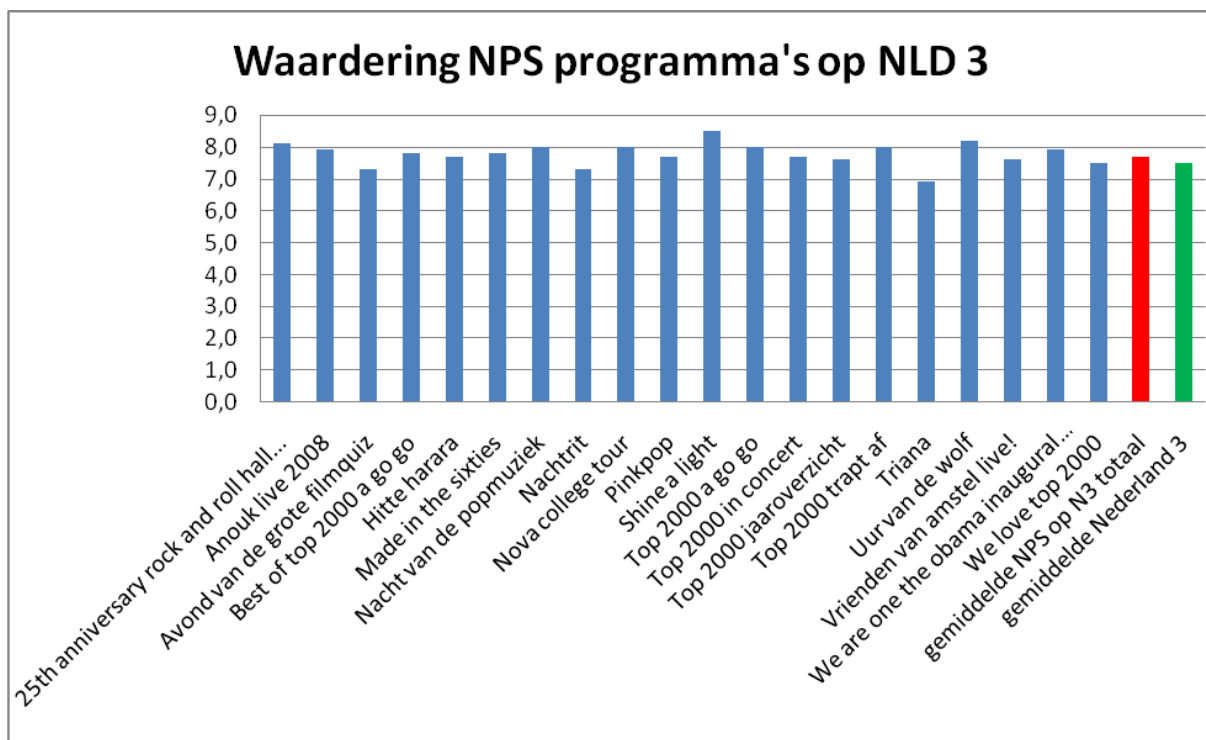 Waardering NPS programma's op NLD 3
9,0
8,0
7,0
6,0
5,0
4,0
3,0
2,0
1,0
0,0
25th anniversary rock and roll hall...
Anouk live 2008
Avond van de grote filmquiz
Best of top 2000 a go go
Hitte harara
Made in the sixties
Nacht van de popmuziek
Nachtrit
Nova college tour
Pinkpop
Shine a light
Top 2000 a go go
Top 2000 in concert
Top 2000 jaaroverzicht
Top 2000 trapt af
Triana
Uur van de wolf
Vrienden van amstel live!
We are one the obama inaugural...
We love top 2000
gemiddelde NPS op N3 totaal
gemiddelde Nederland 3